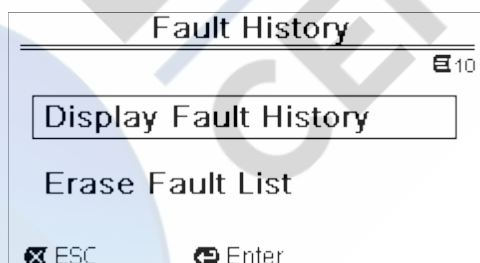 Fault History
10
Display Fault History
Erase Fault List
ESC Enter